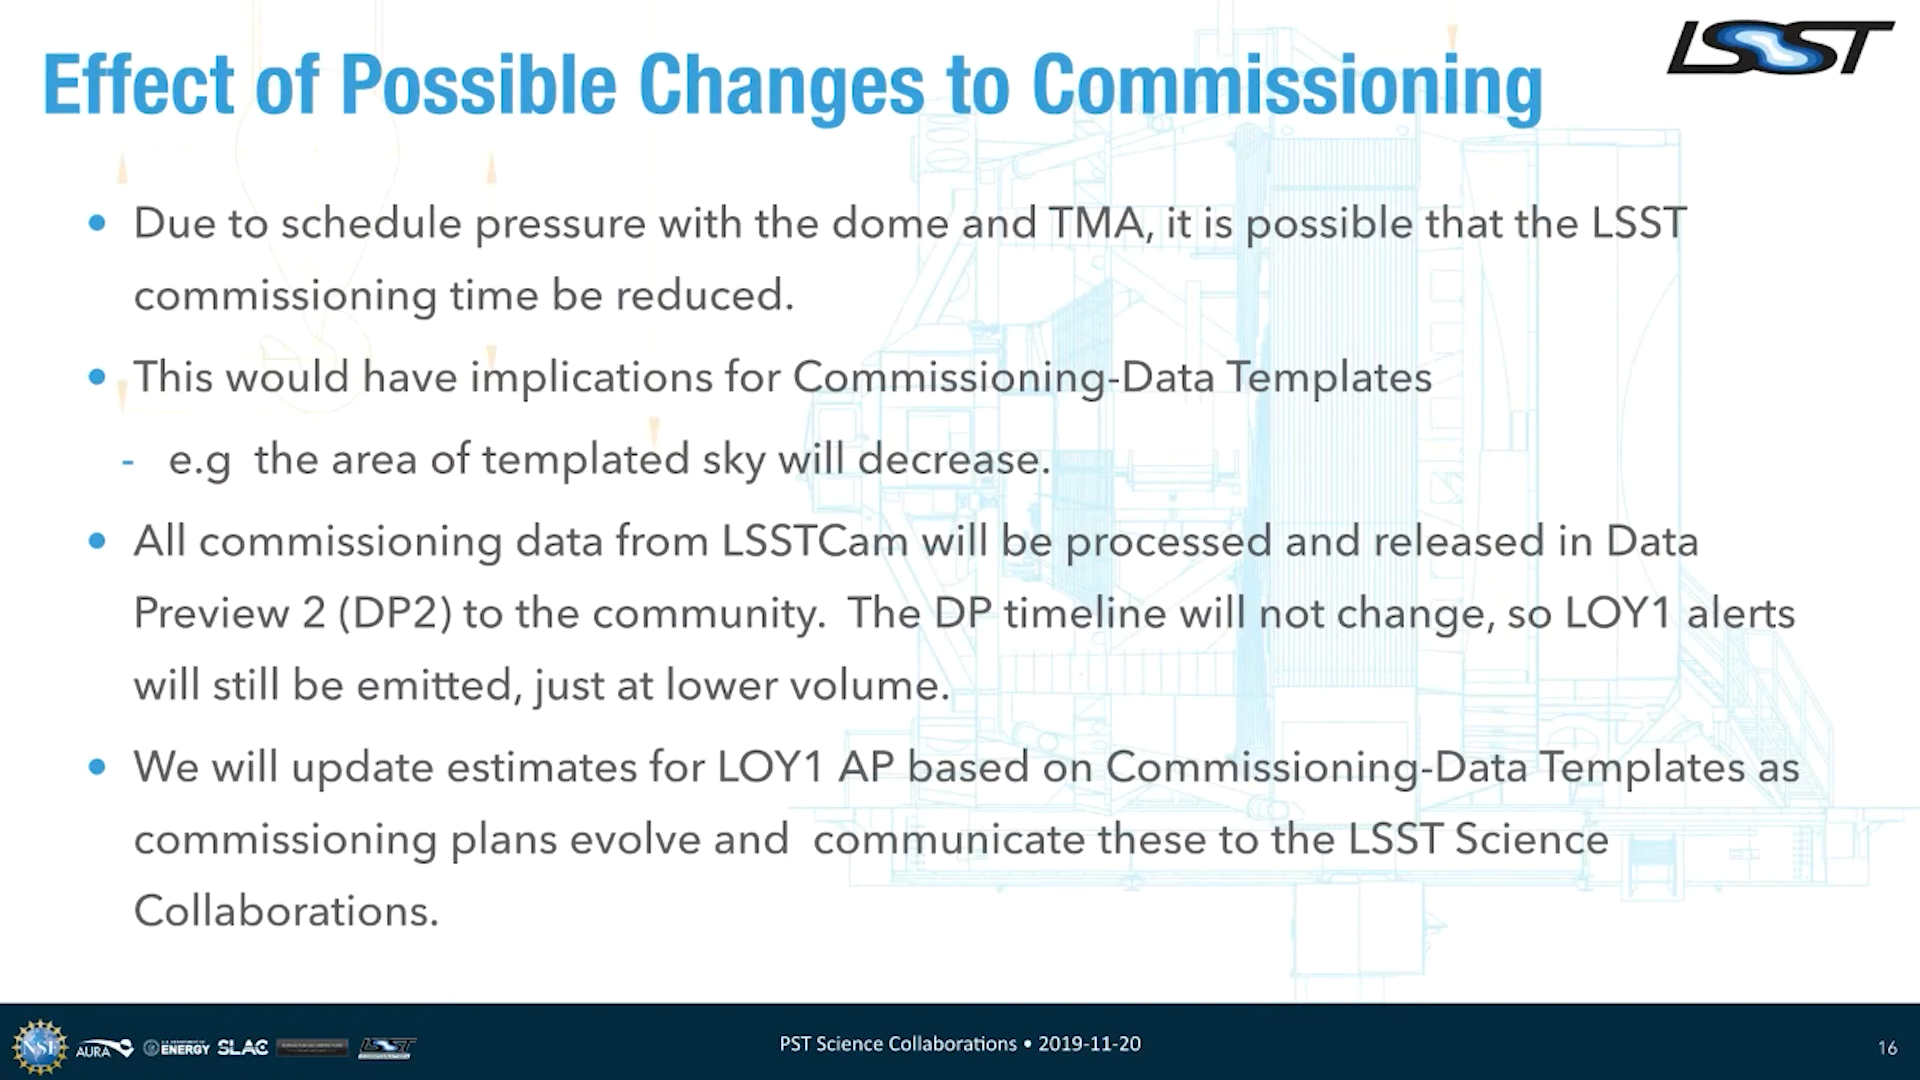 LSST
Effect of Possible Changes to Commissioning
• Due to schedule pressure with the dome and TMA, it is possible that the LSST
commissioning time be reduced.
• This would have implications for Commissioning-Data Templates
- e.g the area of templated sky will decrease.
• All commissioning data from LSSTCam will be processed and released in Data
Preview 2 (DP2) to the community. The DP timeline will not change, so LOY1 alerts
will still be emitted, just at lower volume.
• We will update estimates for LOY1 AP based on Commissioning-Data Templates as
commissioning plans evolve and communicate these to the LSST Science
Collaborations.
NSF AURA ENERGY SLAC LSST
PST Science Collaborations • 2019-11-20
16